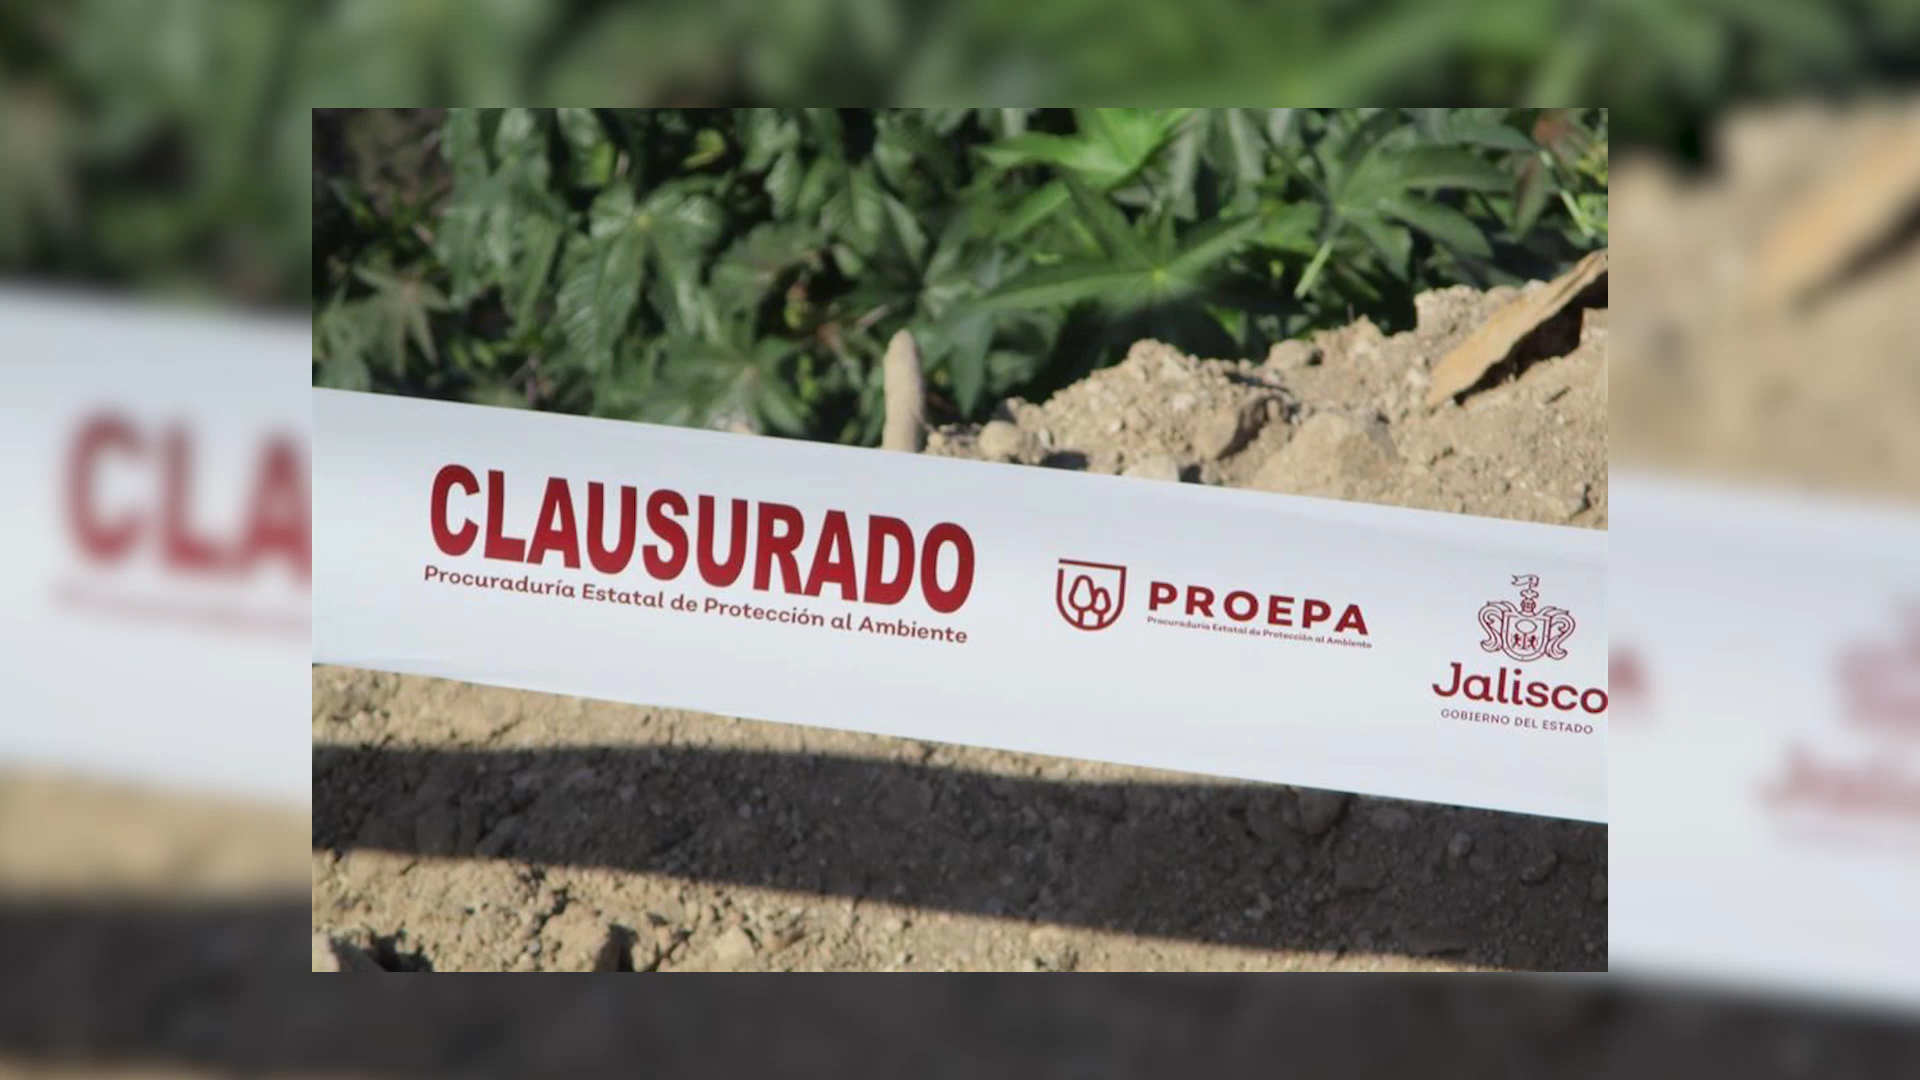 CLAUSURADO
Procuraduría Estatal de Protección al Ambiente
PROEPA
Procuraduría Estatal de Protección al Ambiente
Jalisco
GOBIERNO DEL ESTADO